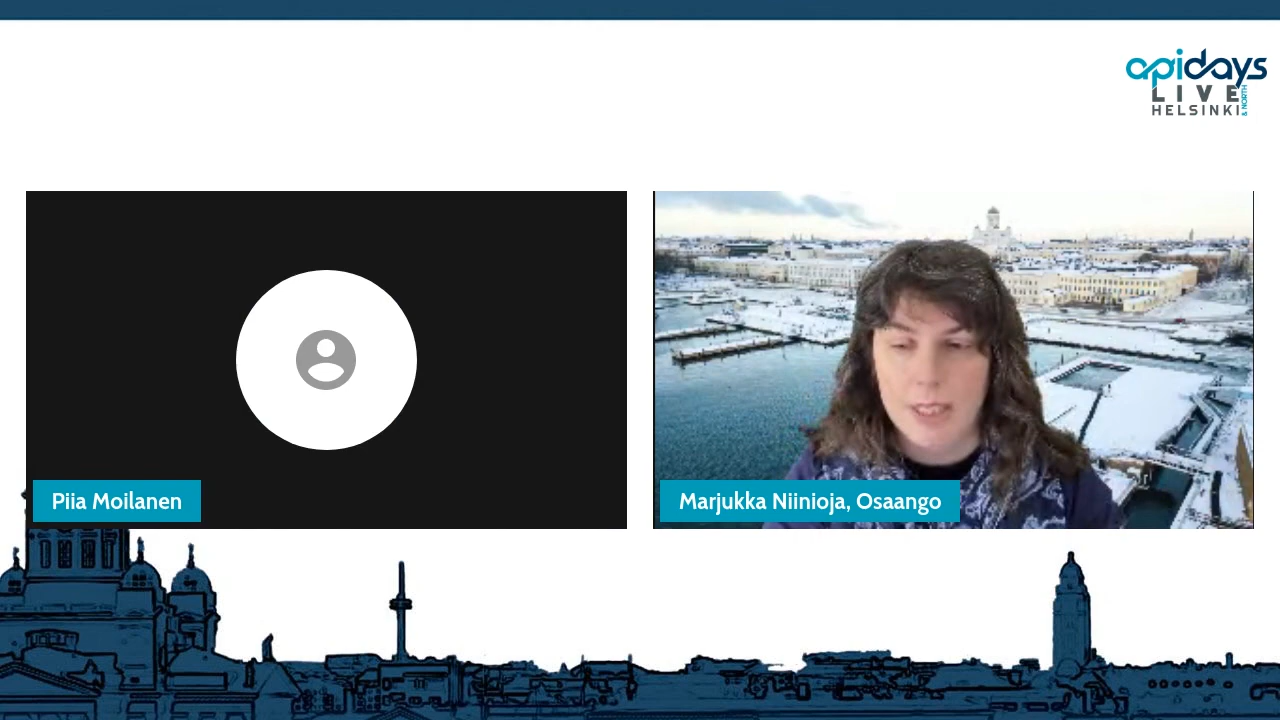 apidays
LIVE
HELSINKI
& NORTH
Piia Moilanen
Marjukka Niinioja, Osaango